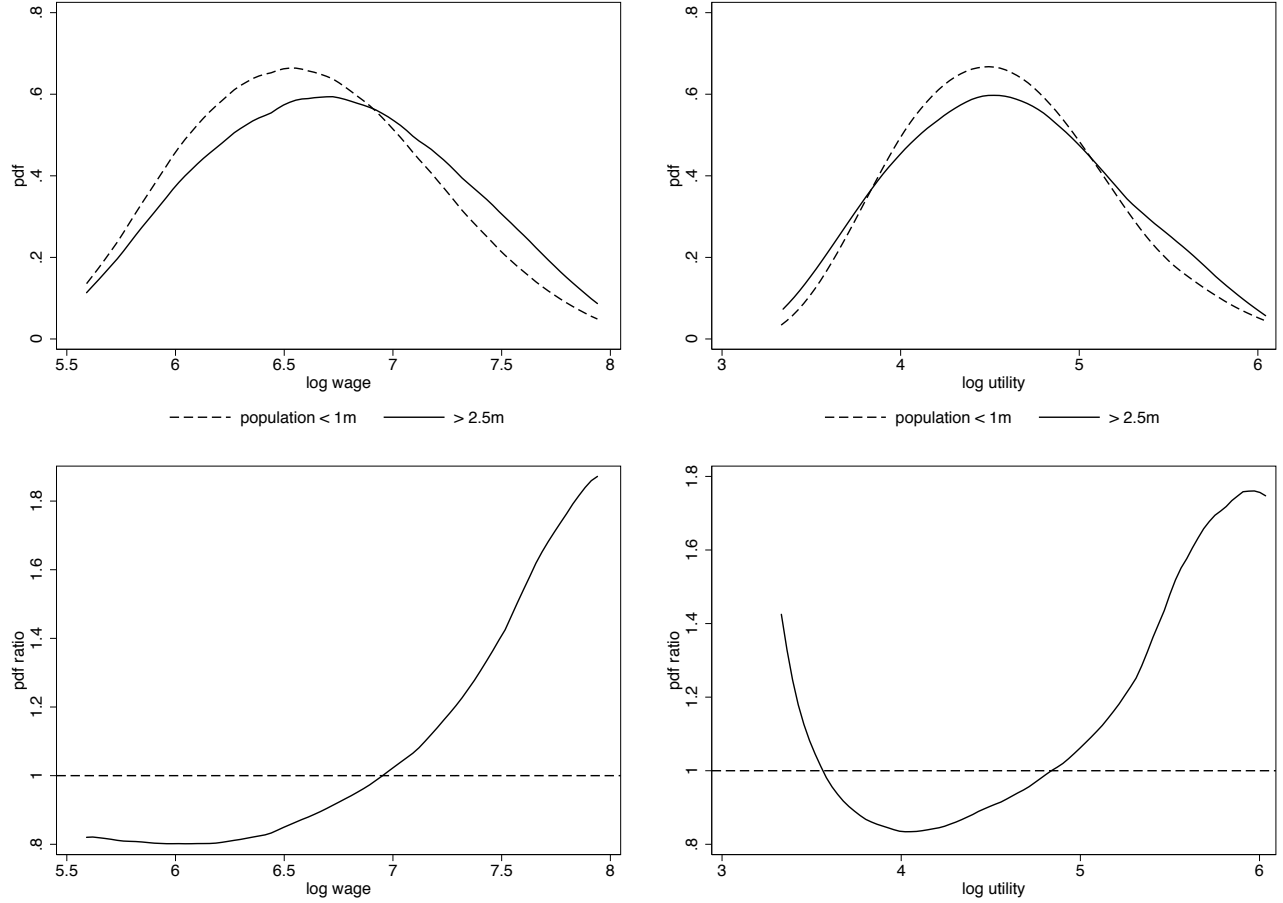 .8
.6
.4
.2
0
pdf
5.5 6 6.5 7 7.5 8
log wage
population < 1m > 2.5m
.8
.6
.4
.2
0
pdf
3 4 5 6
log utility
population < 1m > 2.5m
1.8
1.6
1.4
1.2
1
.8
pdf ratio
5.5 6 6.5 7 7.5 8
log wage
1.8
1.6
1.4
1.2
1
.8
pdf ratio
3 4 5 6
log utility